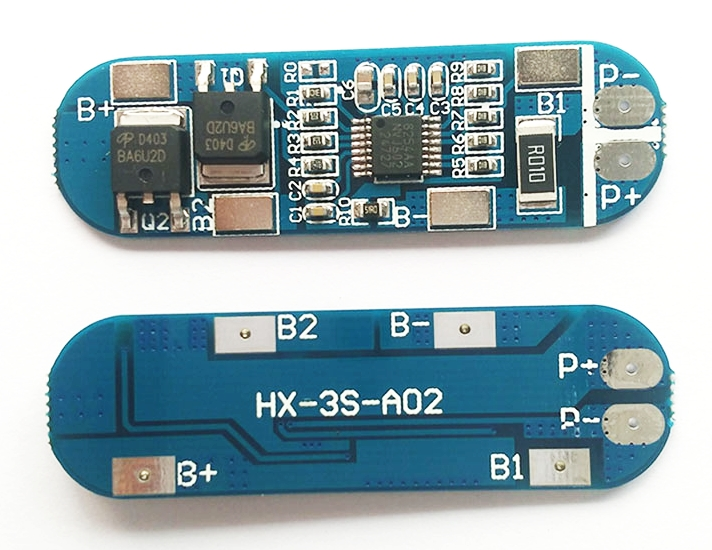 B+
D403
BA6U2D
Q2
Q1
D403
BA6U2D
B2
R0
R1
R2
R3
R4
C2
C1
C6
C5
C4
C3
R10
B-
R9
R8
R7
R6
R5
B1
R010
P-
P+
B2
B-
P+
HX-3S-A02
P-
B+
B1